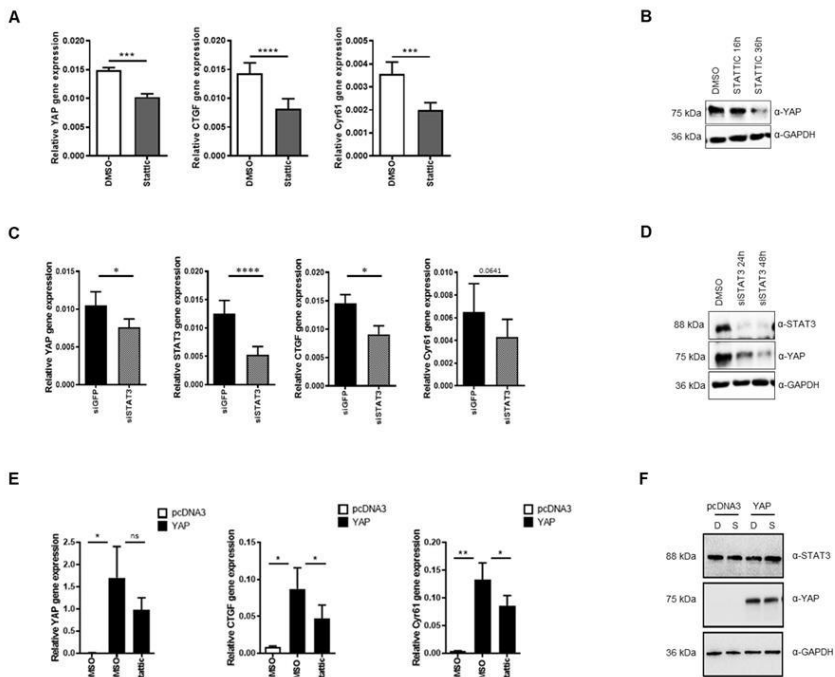 A
Relative YAP gene expression
0.020
0.015
0.010
0.005
0.000
***
DMSO
Stattic
Relative CTGF gene expression
0.020
0.015
0.010
0.005
0.000
****
DMSO
Stattic
Relative Cyr61 gene expression
0.005
0.004
0.003
0.002
0.001
0.000
***
DMSO
Stattic
B
DMSO
STATTIC 16h
STATTIC 36h
75 kDa
α-YAP
36 kDa
α-GAPDH
C
Relative YAP gene expression
0.015
0.010
0.005
0.000
*
siGFP
siSTAT3
Relative STAT3 gene expression
0.020
0.015
0.010
0.005
0.000
****
siGFP
siSTAT3
Relative CTGF gene expression
0.020
0.015
0.010
0.005
0.000
*
siGFP
siSTAT3
Relative Cyr61 gene expression
0.010
0.008
0.006
0.004
0.002
0.000
0.0641
siGFP
siSTAT3
D
DMSO
siSTAT3 24h
siSTAT3 48h
88 kDa
α-STAT3
75 kDa
α-YAP
36 kDa
α-GAPDH
E
pcDNA3
YAP
Relative YAP gene expression
2.5
2.0
1.5
1.0
0.5
0.0
*
ns
MSO
MSO
tattic
pcDNA3
YAP
Relative CTGF gene expression
0.15
0.10
0.05
0.00
*
*
MSO
MSO
tattic
pcDNA3
YAP
Relative Cyr61 gene expression
0.20
0.15
0.10
0.05
0.00
**
*
MSO
MSO
tattic
F
pcDNA3 YAP
D S D S
88 kDa
α-STAT3
75 kDa
α-YAP
36 kDa
α-GAPDH